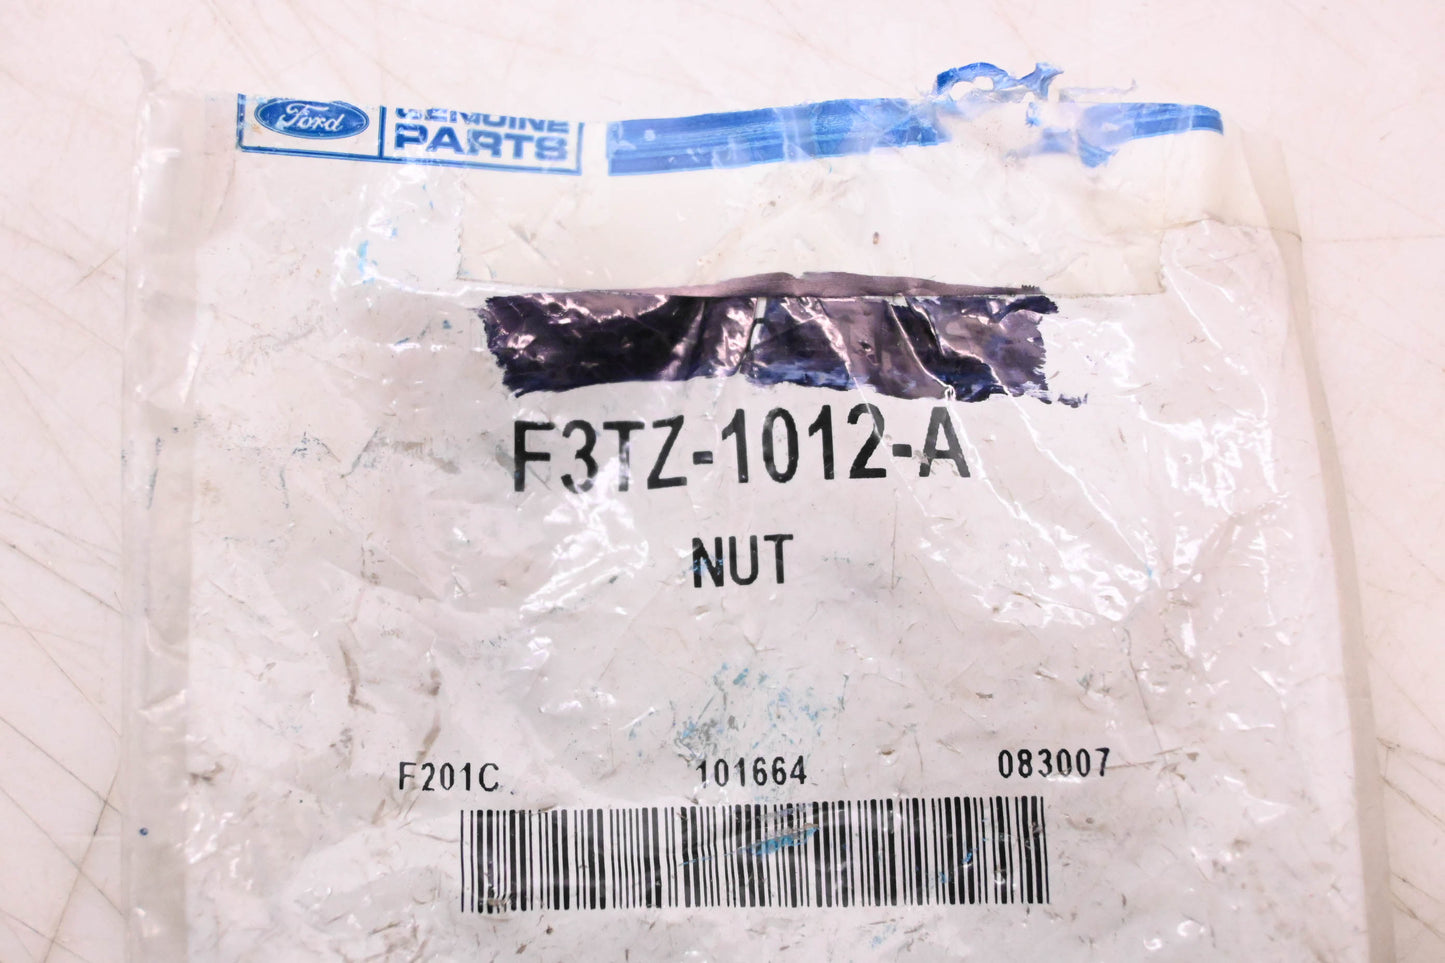 Ford
GENUINE
PARTS
F3TZ-1012-A
NUT
F201C 101664 083007